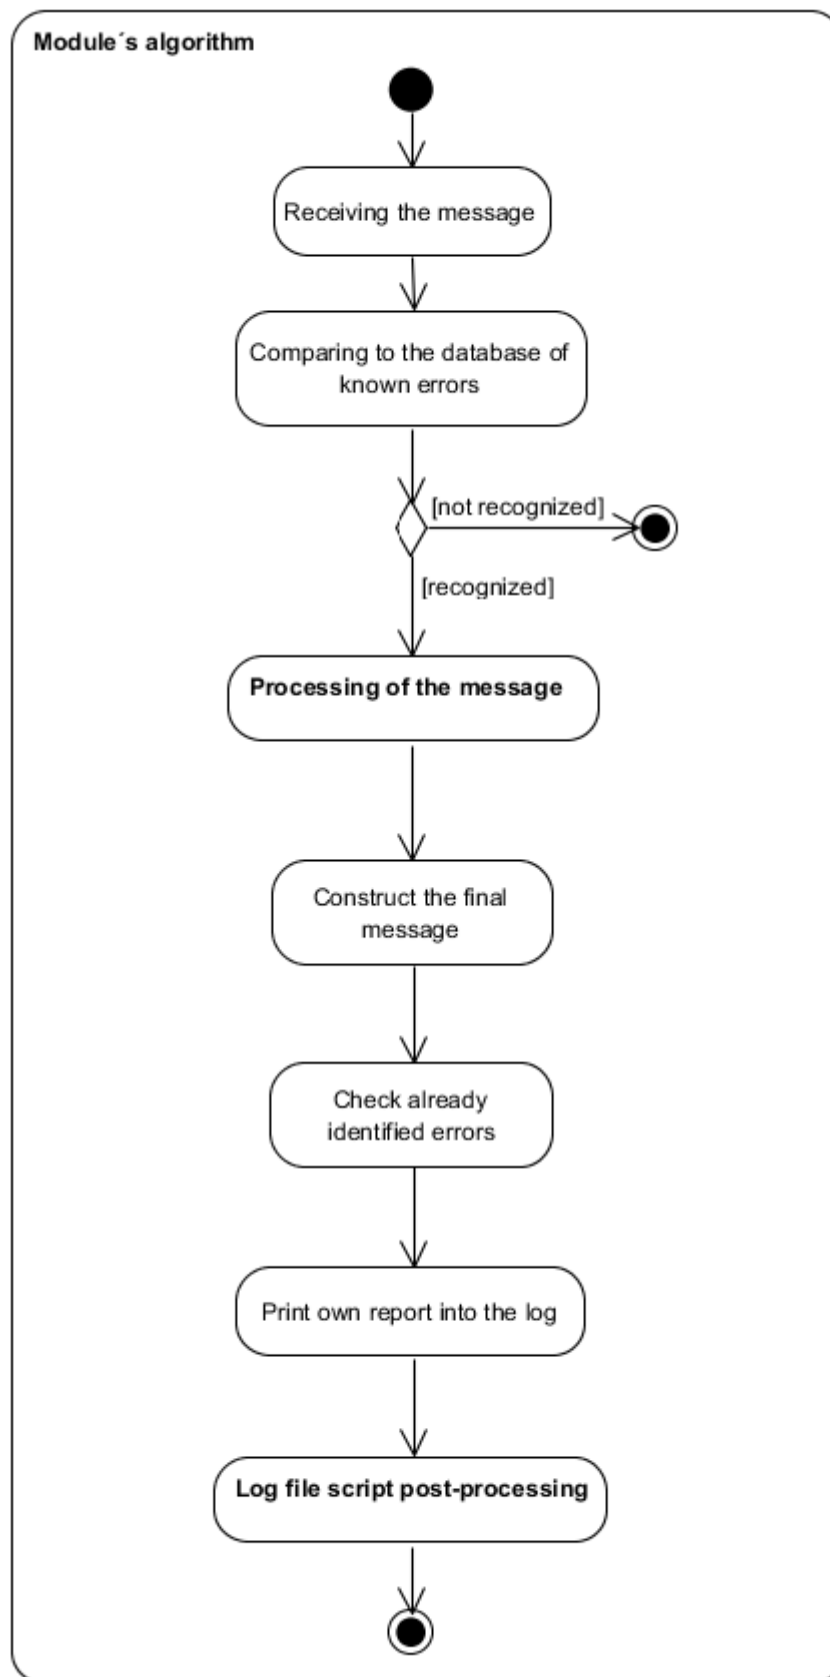 Module´s algorithm
Receiving the message
Comparing to the database of
known errors
[not recognized]
[recognized]
Processing of the message
Construct the final
message
Check already
identified errors
Print own report into the log
Log file script post-processing